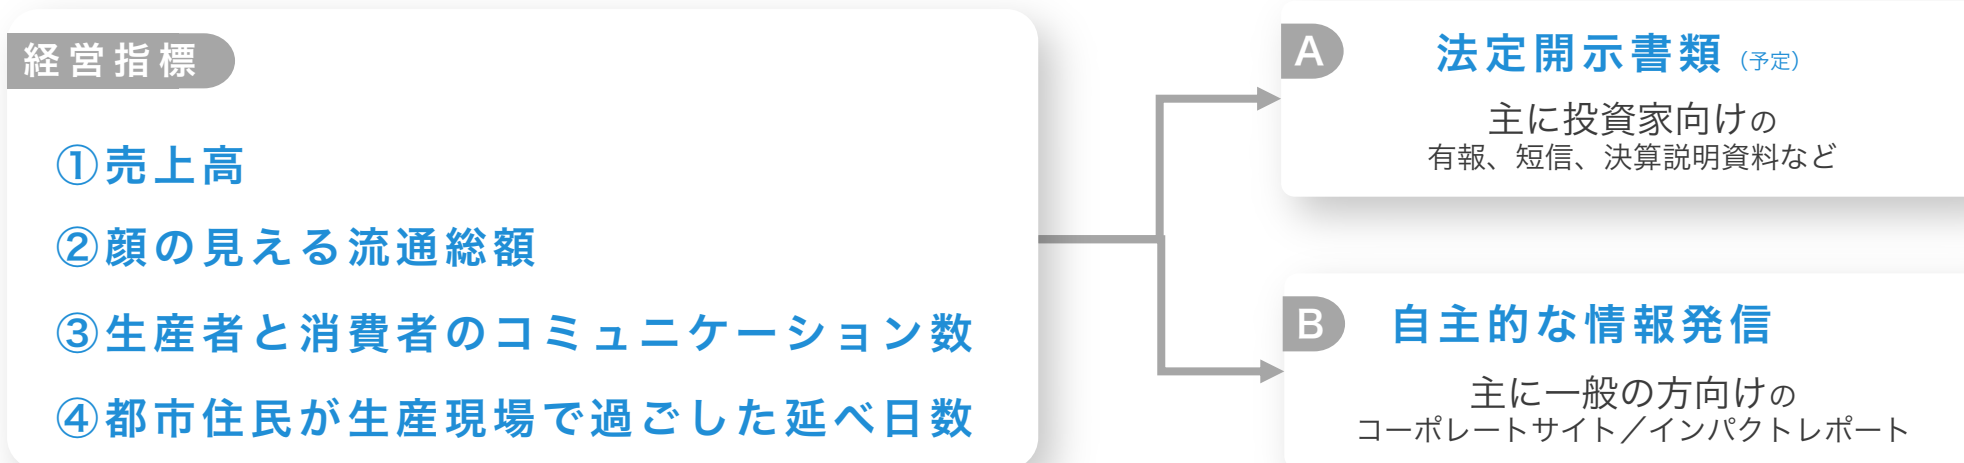 経営指標
①売上高
②顔の見える流通総額
③生産者と消費者のコミュニケーション数
④都市住民が生産現場で過ごした延べ日数
A
法定開示書類（予定）
主に投資家向けの
有報、短信、決算説明資料など
B
自主的な情報発信
主に一般の方向けの
コーポレートサイト／インパクトレポート